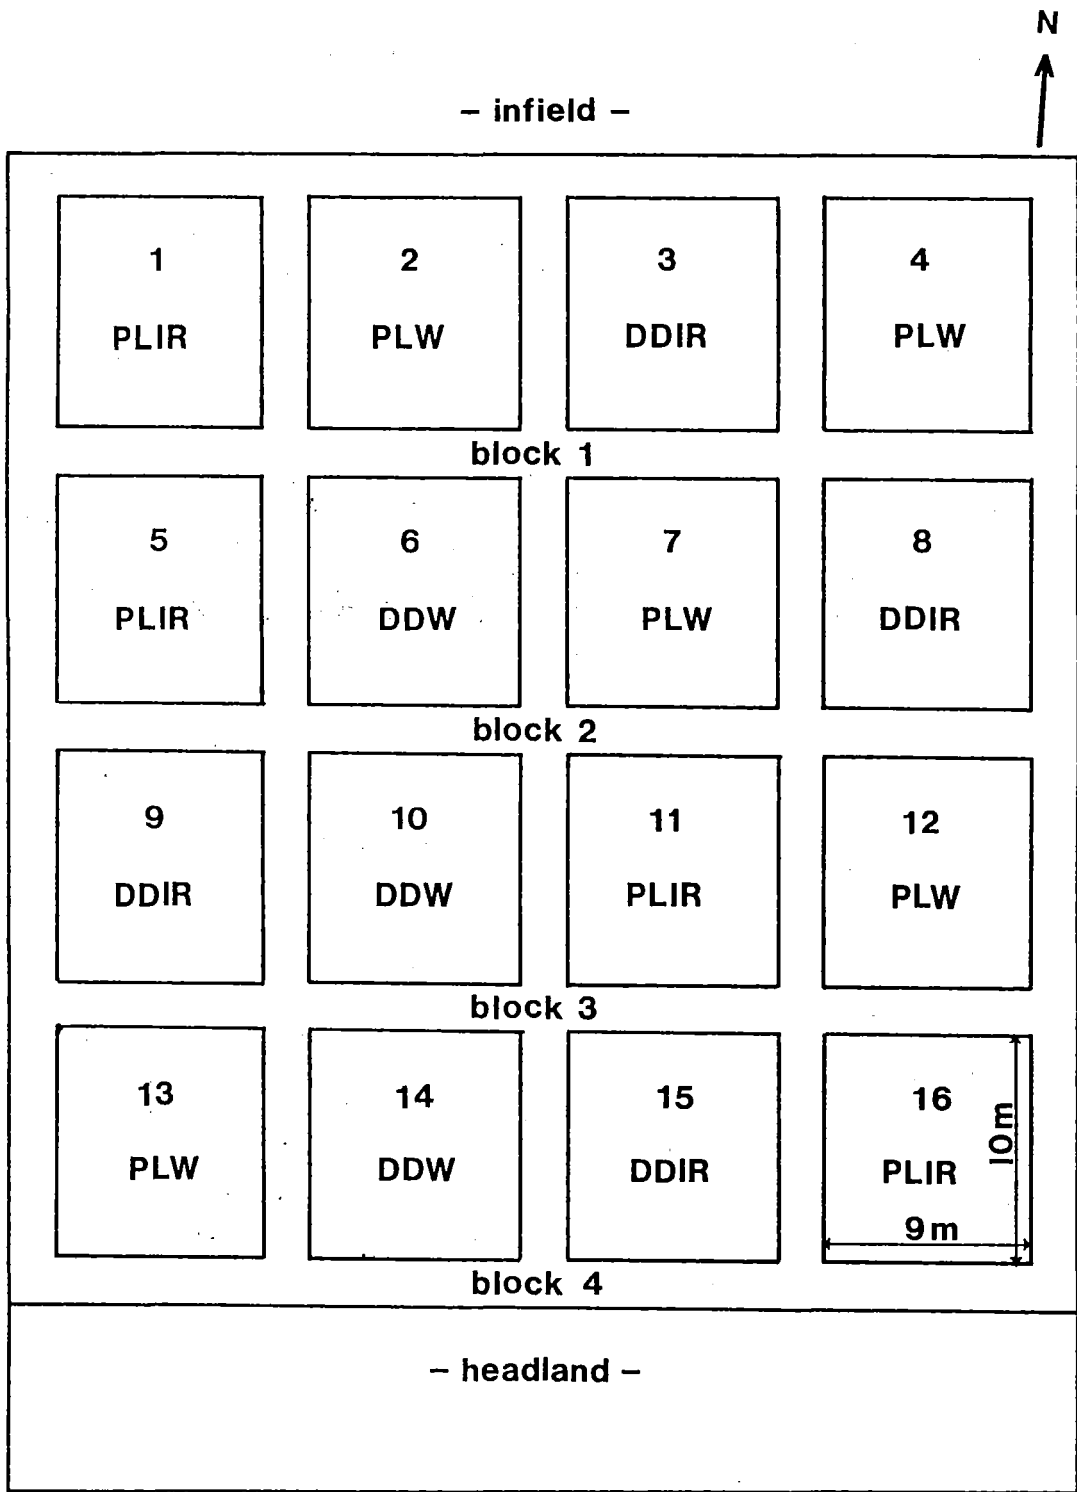 N
– infield –
1 2 3 4
PLIR PLW DDIR PLW
block 1
5 6 7 8
PLIR DDW PLW DDIR
block 2
9 10 11 12
DDIR DDW PLIR PLW
block 3
13 14 15 16
PLW DDW DDIR PLIR
10m
9m
block 4
– headland –